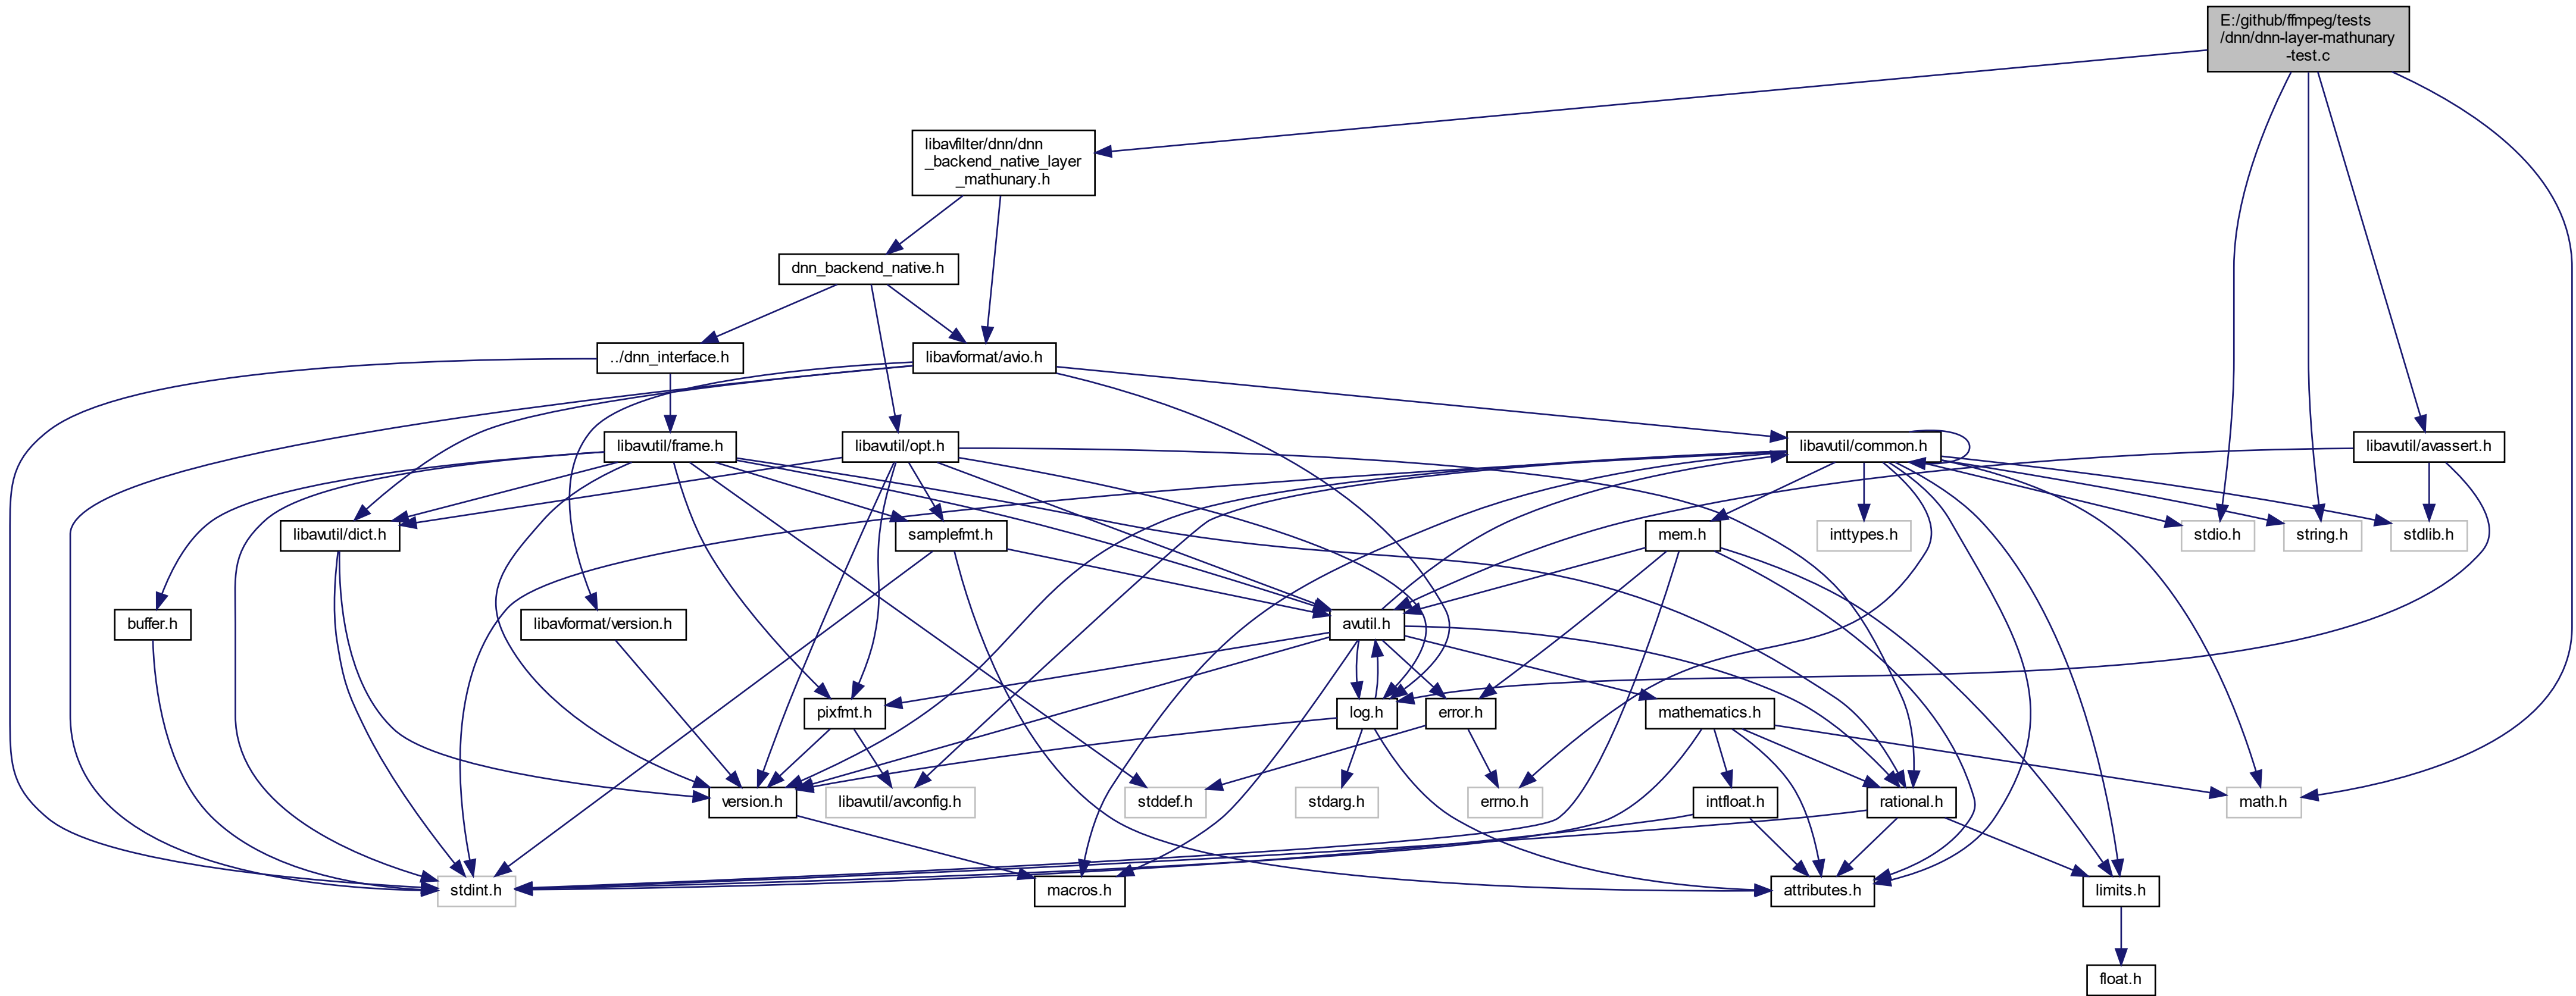 E:/github/ffmpeg/tests
/dnn/dnn-layer-mathunary
-test.c
libavfilter/dnn/dnn
_backend_native_layer
_mathunary.h
dnn_backend_native.h
../dnn_interface.h
libavformat/avio.h
libavutil/frame.h
libavutil/opt.h
libavutil/common.h
libavutil/avassert.h
libavutil/dict.h
samplefmt.h
mem.h
inttypes.h
stdio.h
string.h
stdlib.h
buffer.h
libavformat/version.h
avutil.h
pixfmt.h
log.h
error.h
mathematics.h
version.h
libavutil/avconfig.h
stddef.h
stdarg.h
errno.h
intfloat.h
rational.h
math.h
stdint.h
macros.h
attributes.h
limits.h
float.h